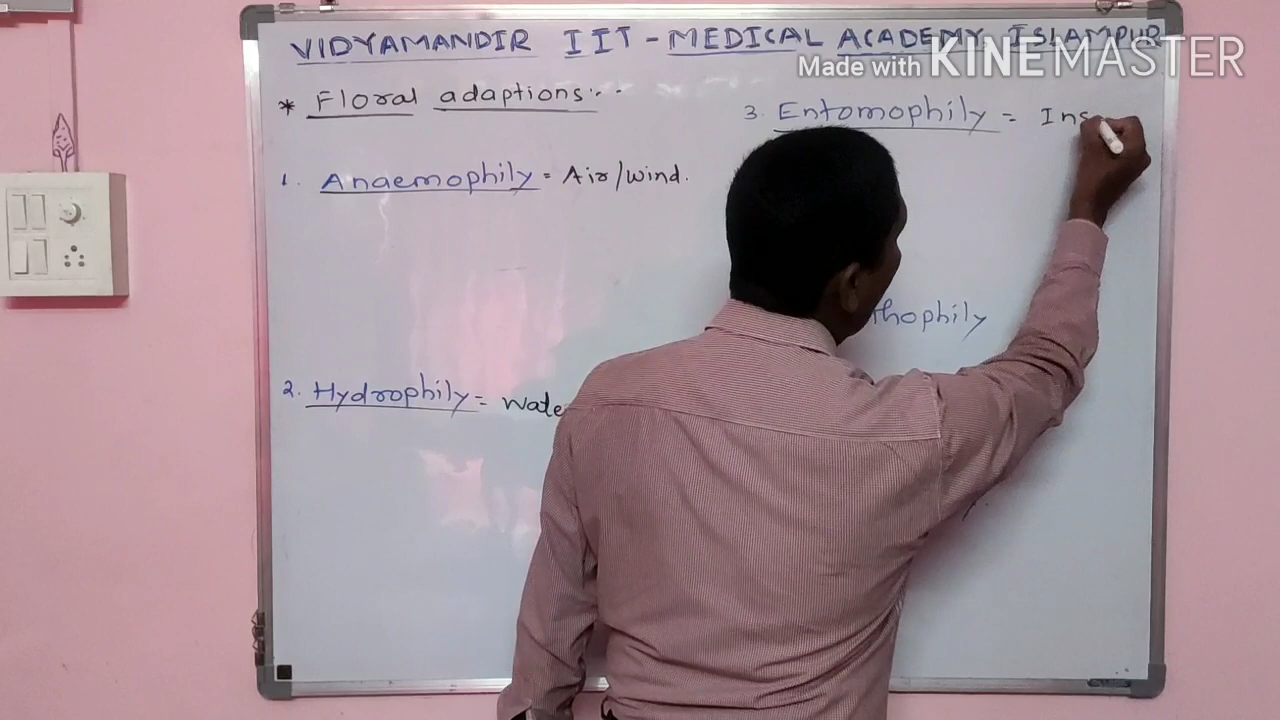 VIDYAMANDIR IIT - MEDICAL ACADEMY ISLAMPUR
Made with KINEMASTER
* Floral adaptions...
1. Anaemophily = Air/wind.
2. Hydrophily = Wate
3. Entomophily = Ins
thophily